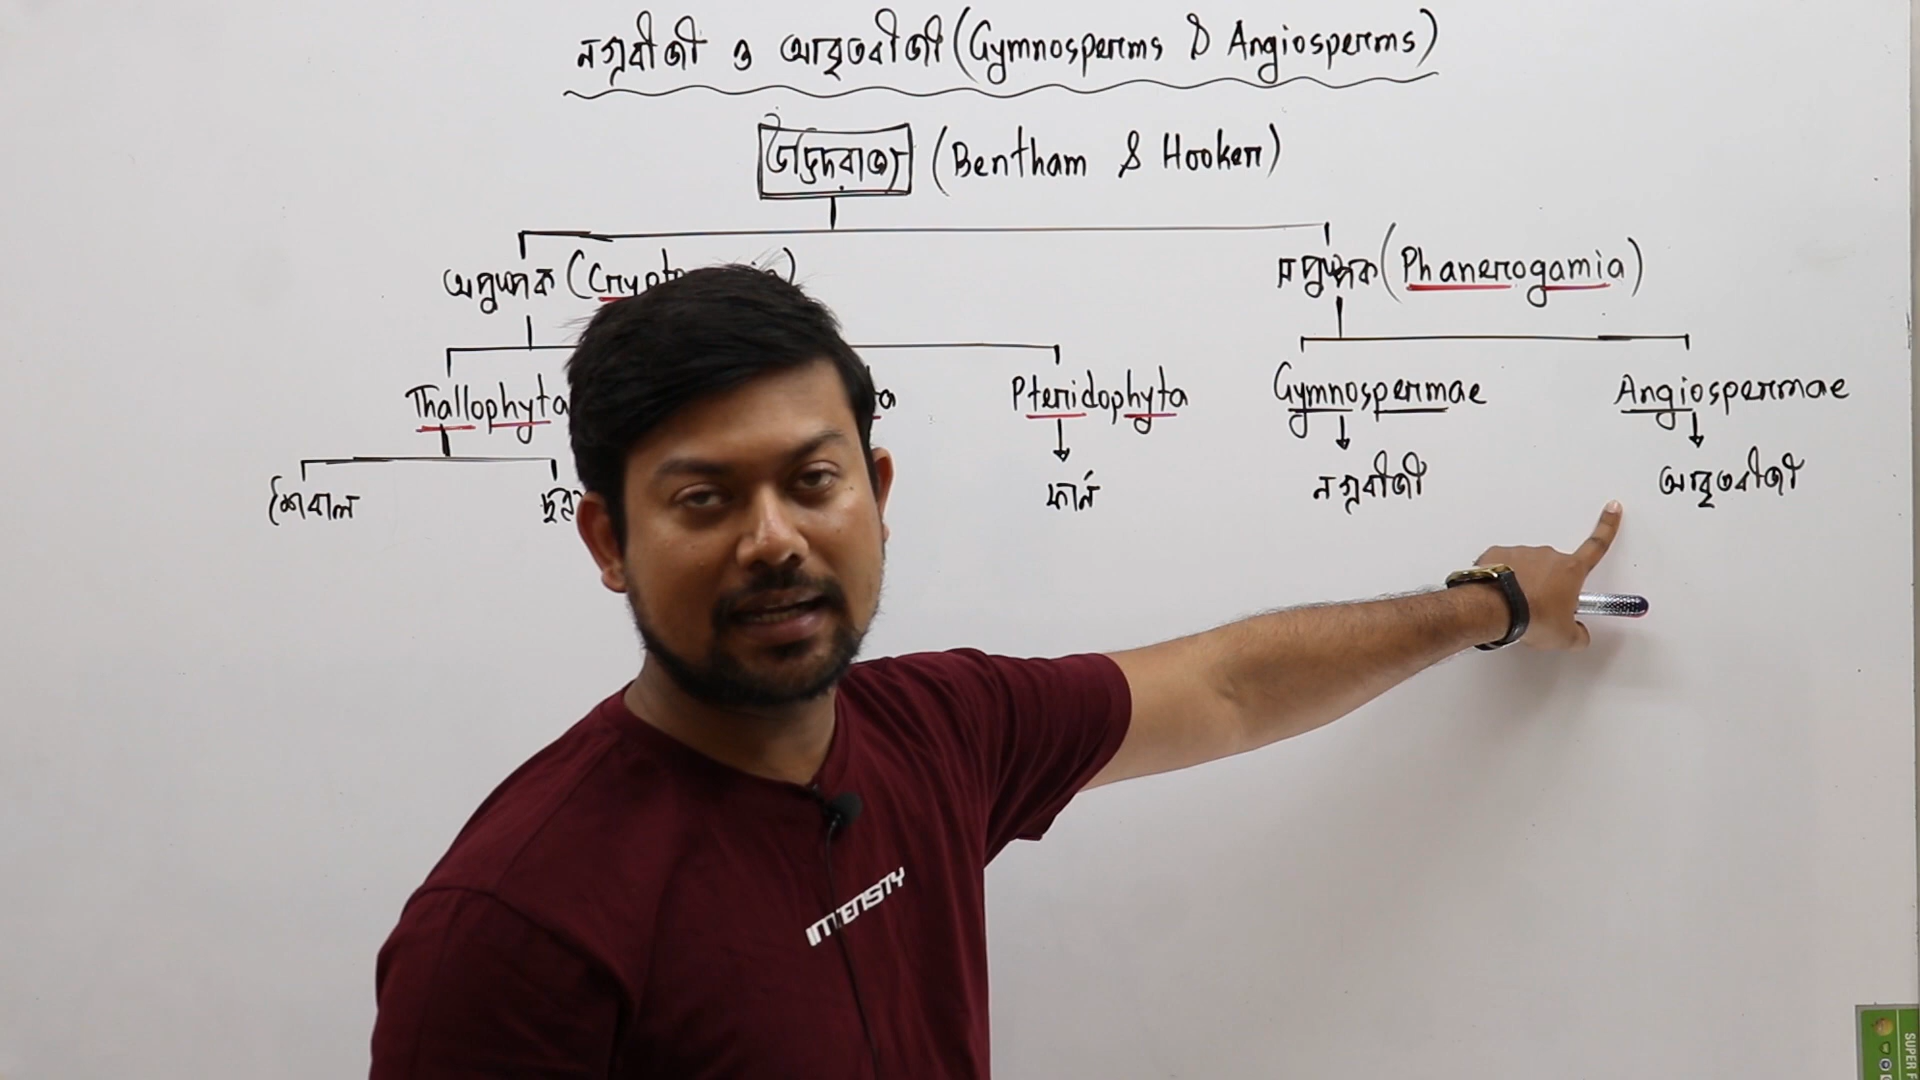 নগ্নবীজী ও আবৃতবীজী (Gymnosperms & Angiosperms)
উদ্ভিদরাজ্য (Bentham & Hooker)
অপুষ্পক (Crypto
সপুষ্পক (Phanerogamia)
Thallophyta
Pteridophyta
Gymnospermae
Angiospermae
শৈবাল
ফার্ন
নগ্নবীজী
আবৃতবীজী
INTENSITY
SUPER